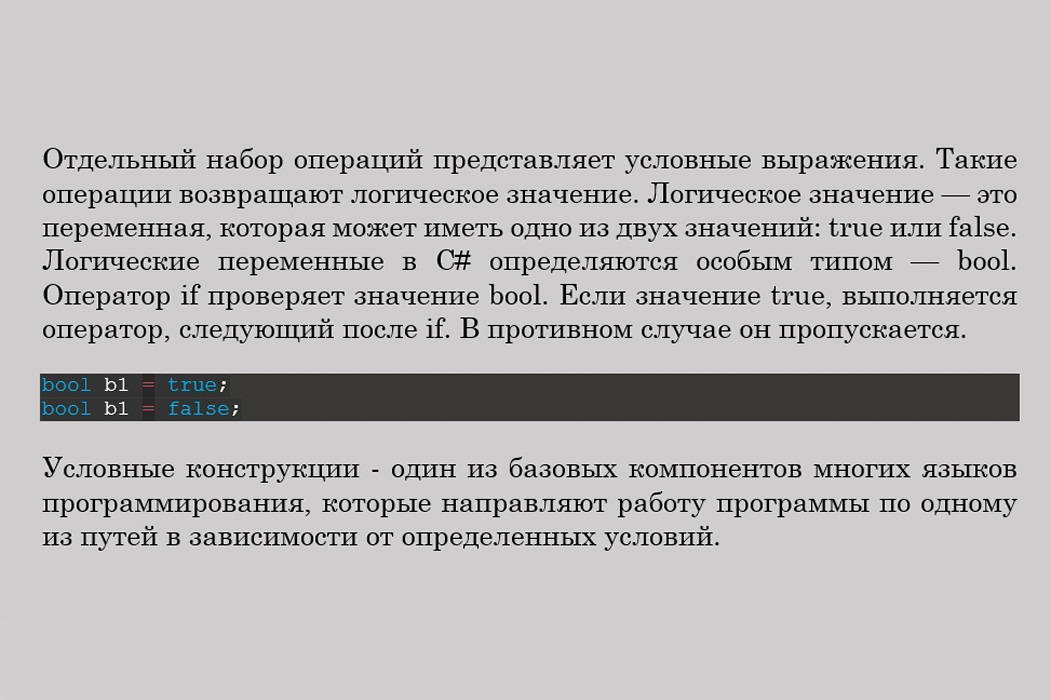 Отдельный набор операций представляет условные выражения. Такие
операции возвращают логическое значение. Логическое значение — это
переменная, которая может иметь одно из двух значений: true или false.
Логические переменные в C# определяются особым типом — bool.
Оператор if проверяет значение bool. Если значение true, выполняется
оператор, следующий после if. В противном случае он пропускается.
bool b1 = true;
bool b1 = false;
Условные конструкции - один из базовых компонентов многих языков
программирования, которые направляют работу программы по одному
из путей в зависимости от определенных условий.